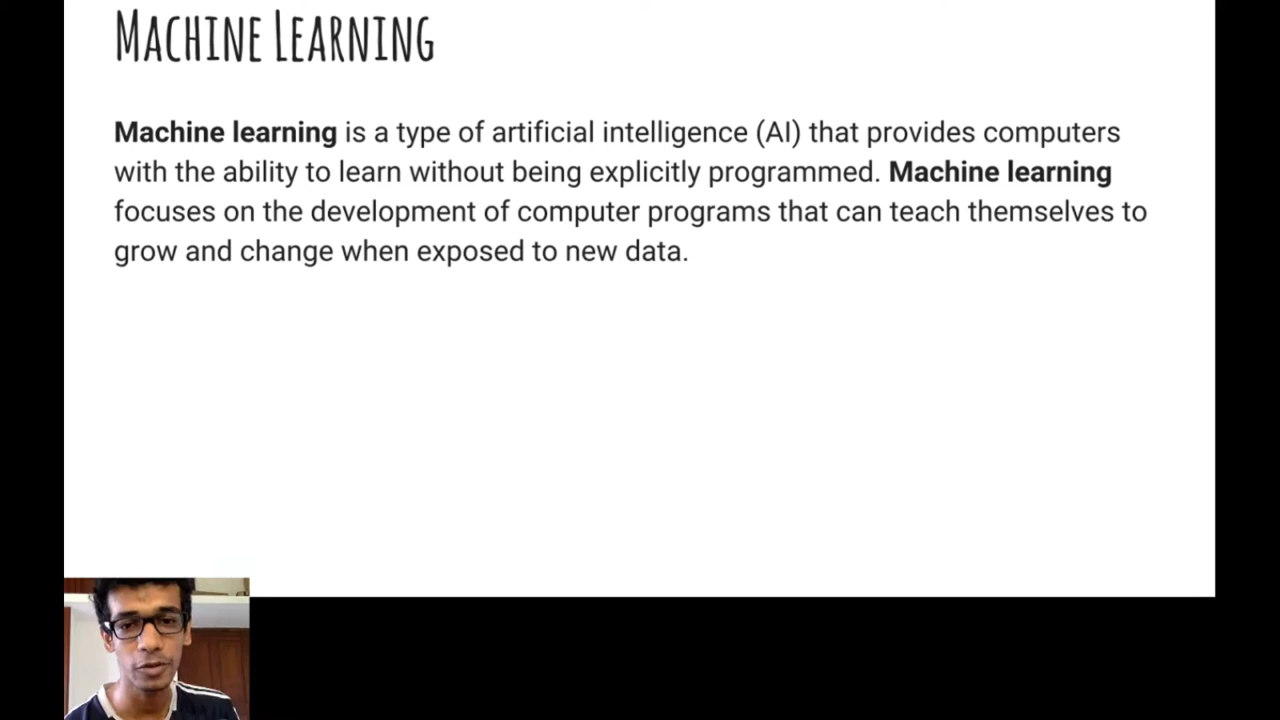 MACHINE LEARNING
Machine learning is a type of artificial intelligence (AI) that provides computers
with the ability to learn without being explicitly programmed. Machine learning
focuses on the development of computer programs that can teach themselves to
grow and change when exposed to new data.